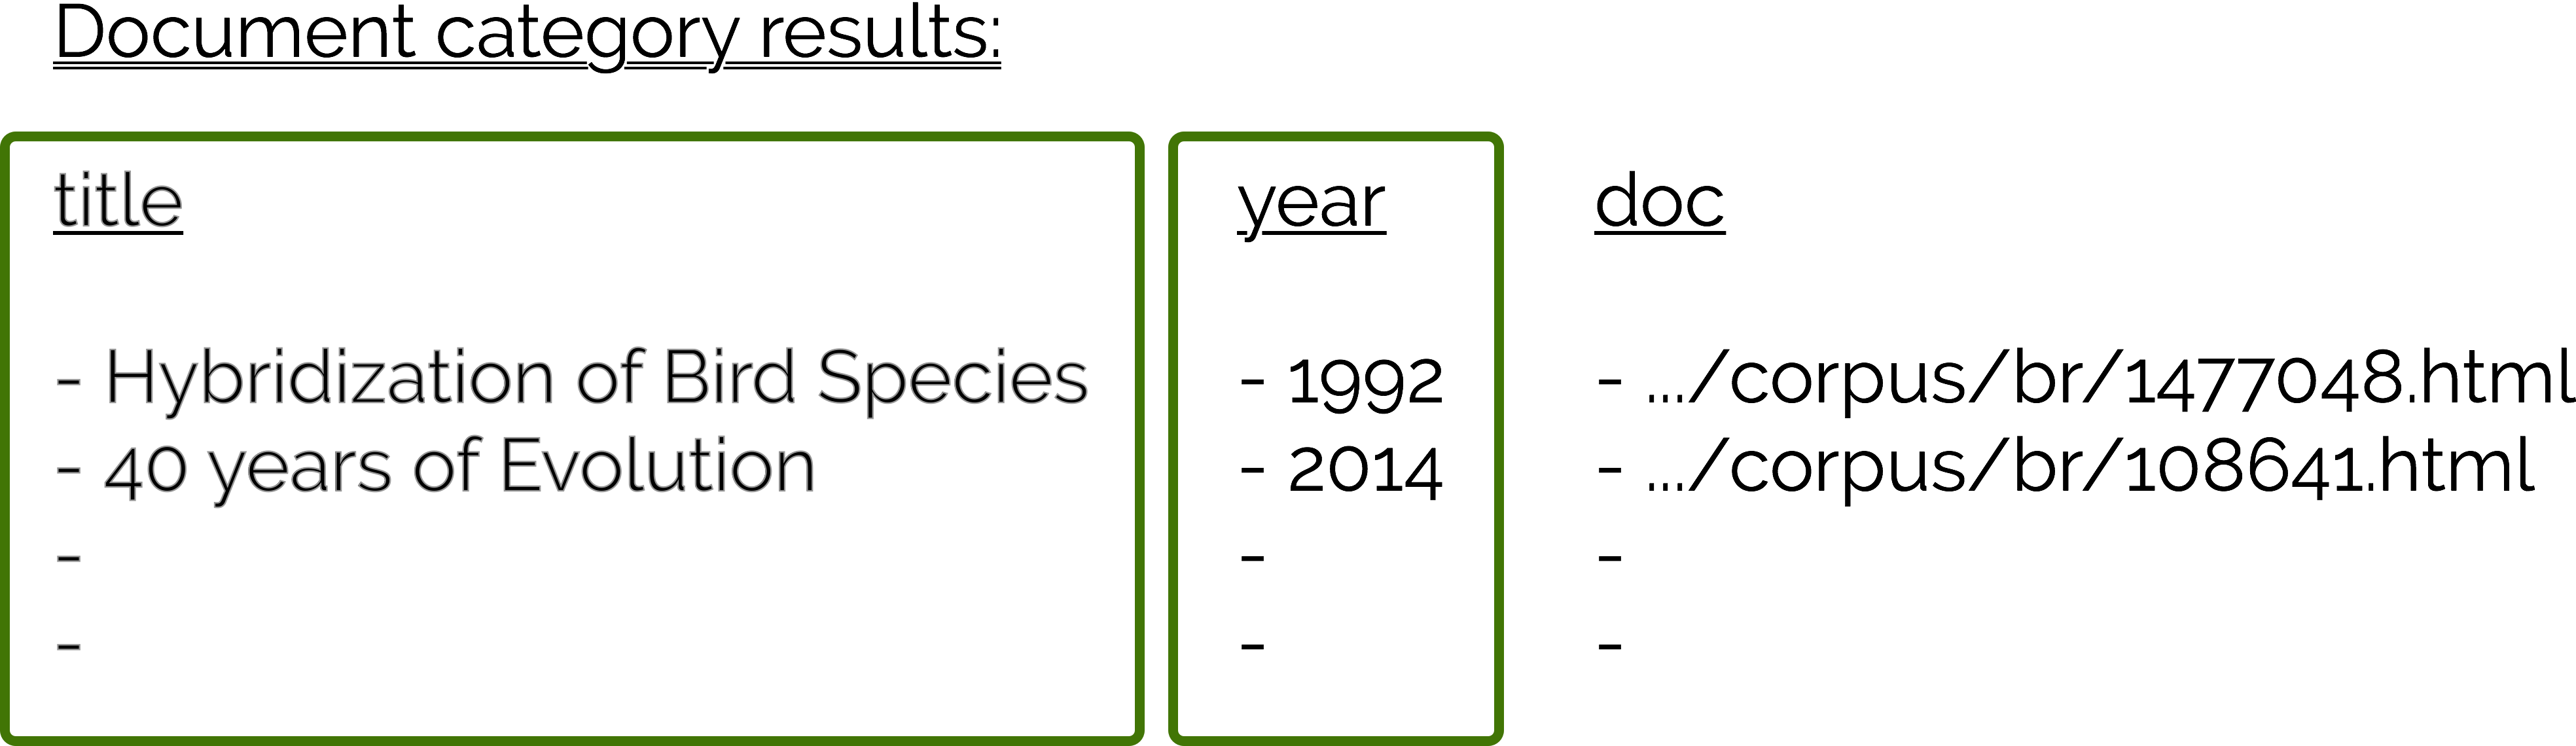 Document category results:
title year doc
- Hybridization of Bird Species - 1992 - .../corpus/br/1477048.html
- 40 years of Evolution - 2014 - .../corpus/br/108641.html
- - -
- - -